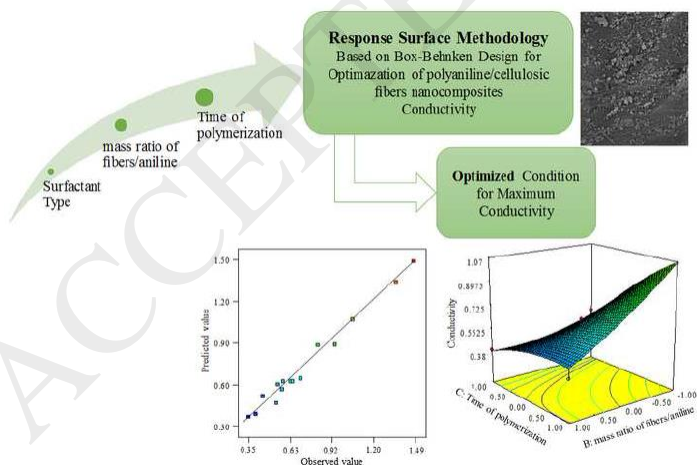 Response Surface Methodology
Based on Box-Behnken Design for
Optimazation of polyaniline/cellulosic
fibers nanocomposites
Conductivity
Time of
polymerization
mass ratio of
fibers/aniline
Surfactant
Type
Optimized Condition
for Maximum
Conductivity
ACCEPTE
Predicted value
1.50
1.20
0.90
0.60
0.30
0.35
0.63
0.92
1.20
1.49
Observed value
Conductivity
1.07
0.8975
0.725
0.5525
0.38
1.00
0.50
0.00
0.50
1.00
C: Time of polymerization
1.00
0.50
0.00
-0.50
-1.00
B: mass ratio of fibers/aniline